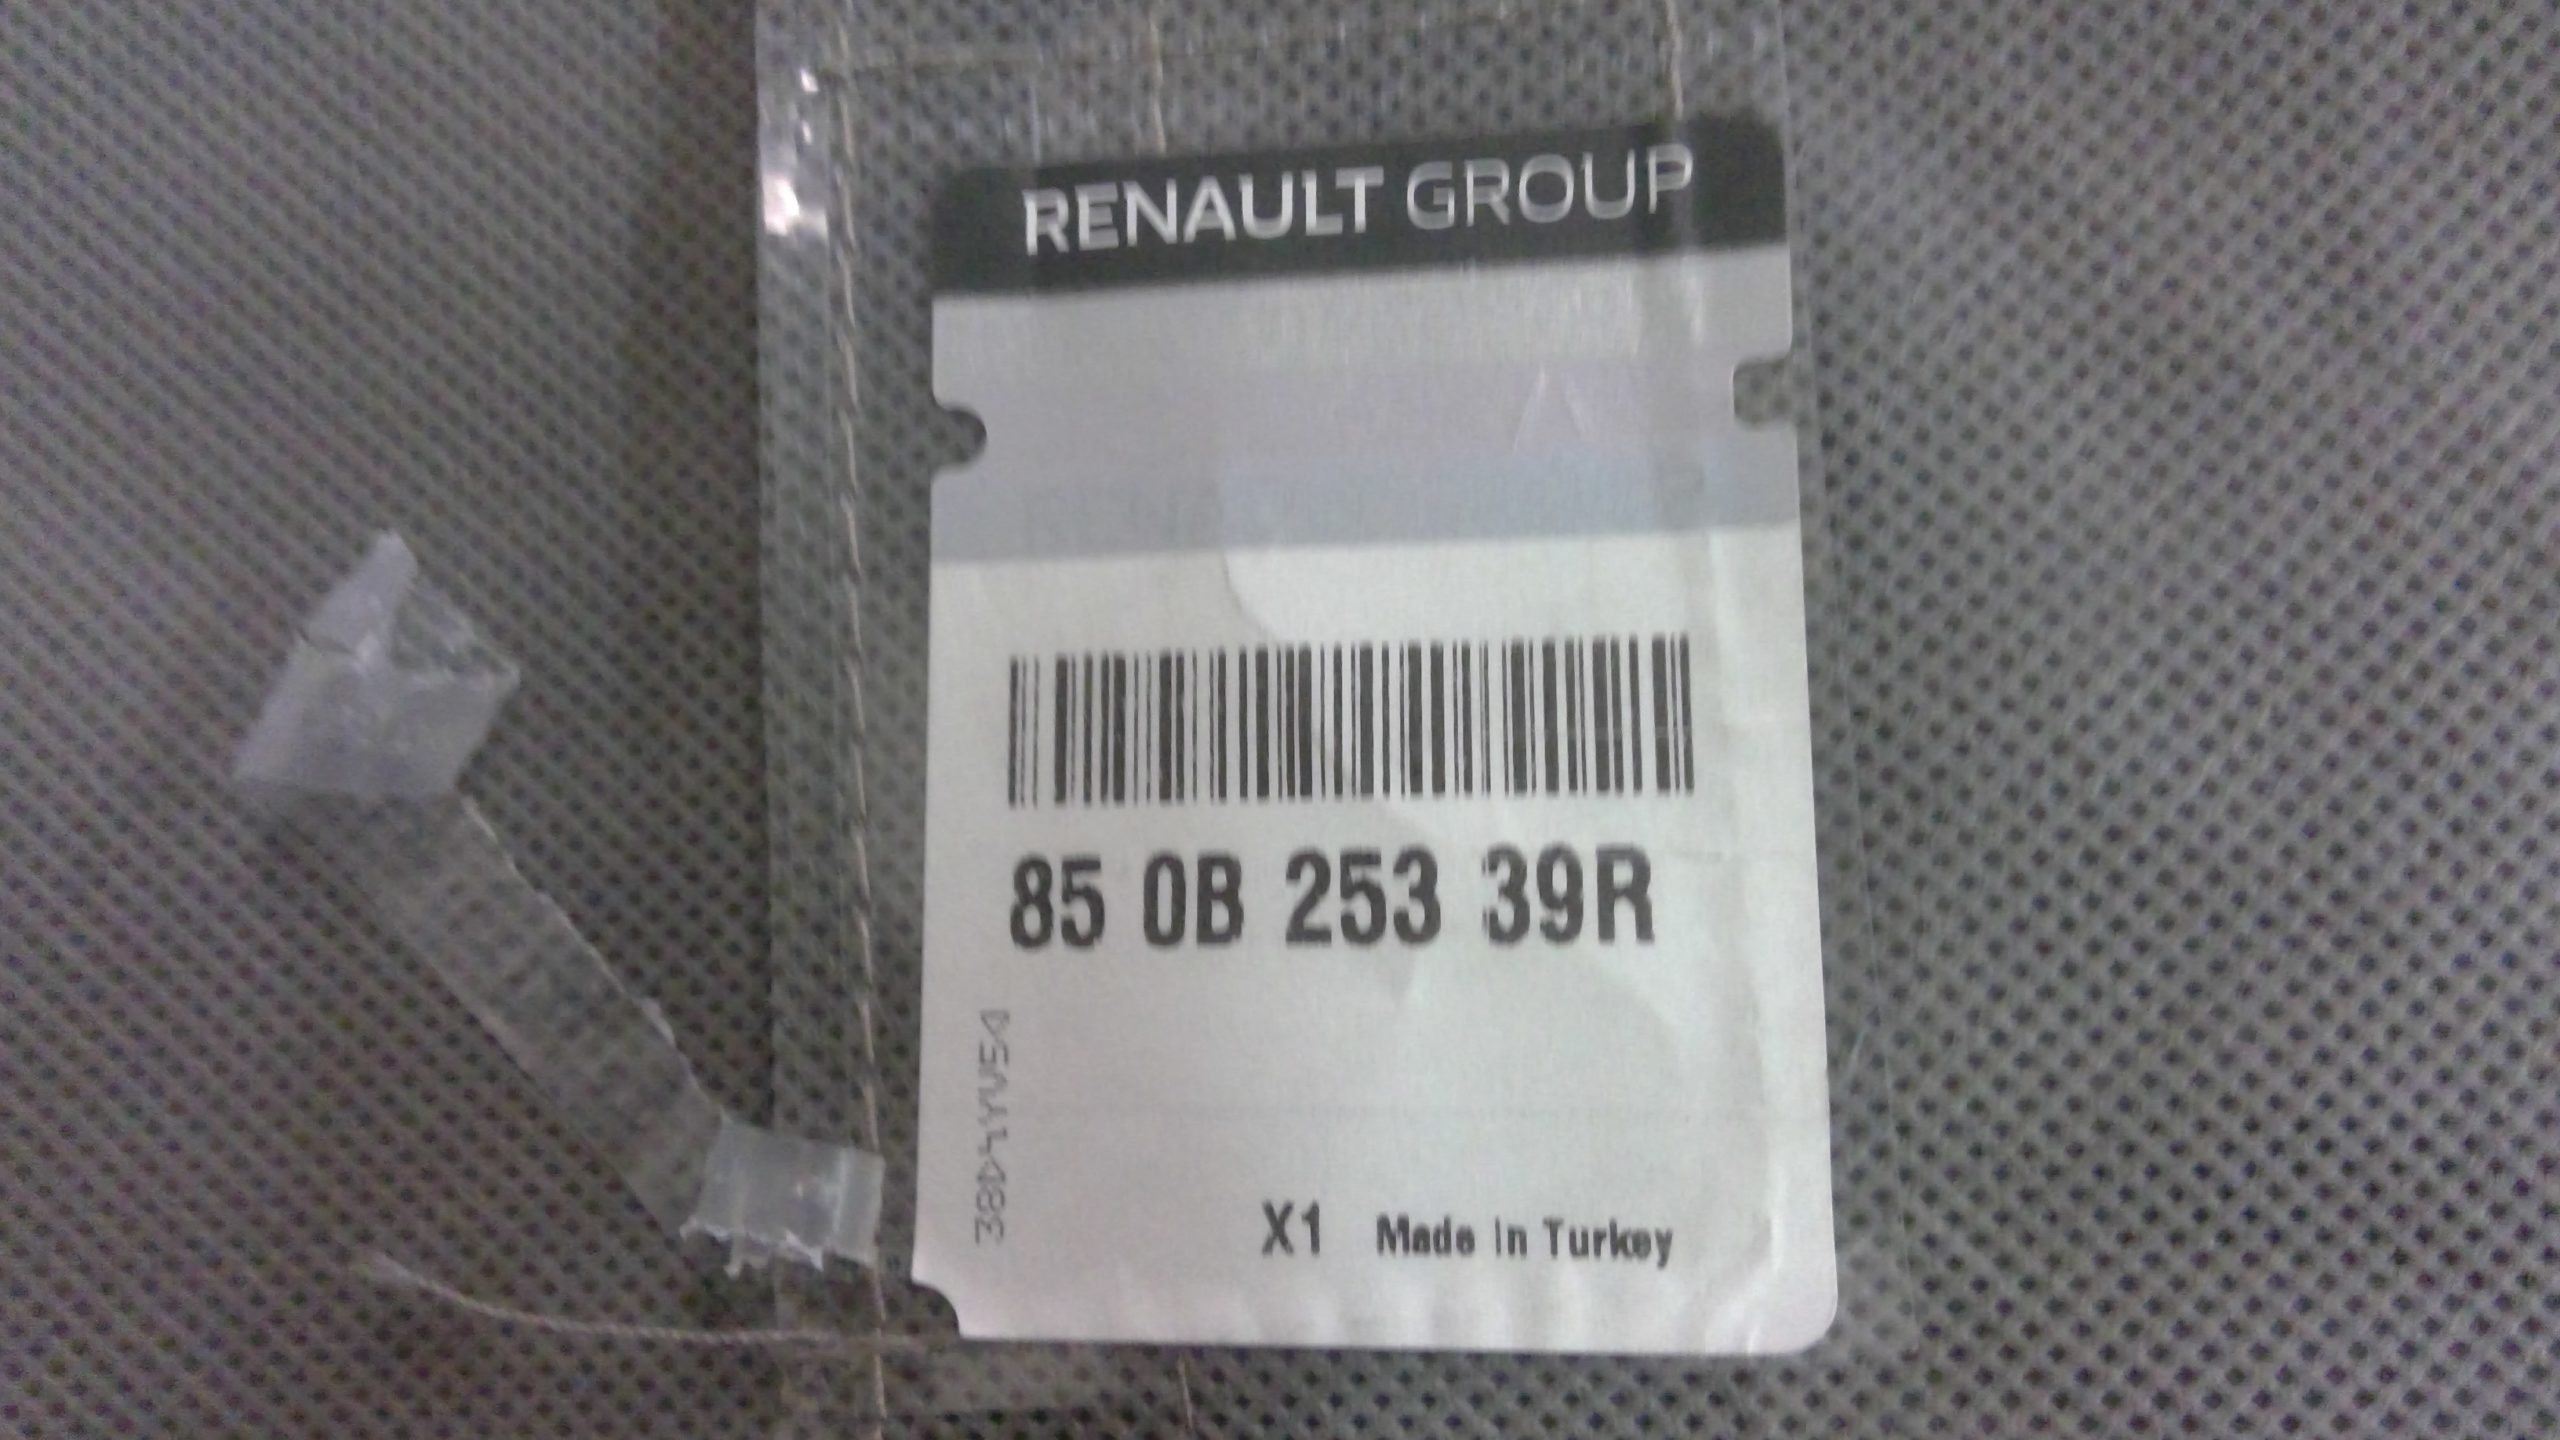 RENAULT GROUP
85 0B 253 39R
X1 Made in Turkey